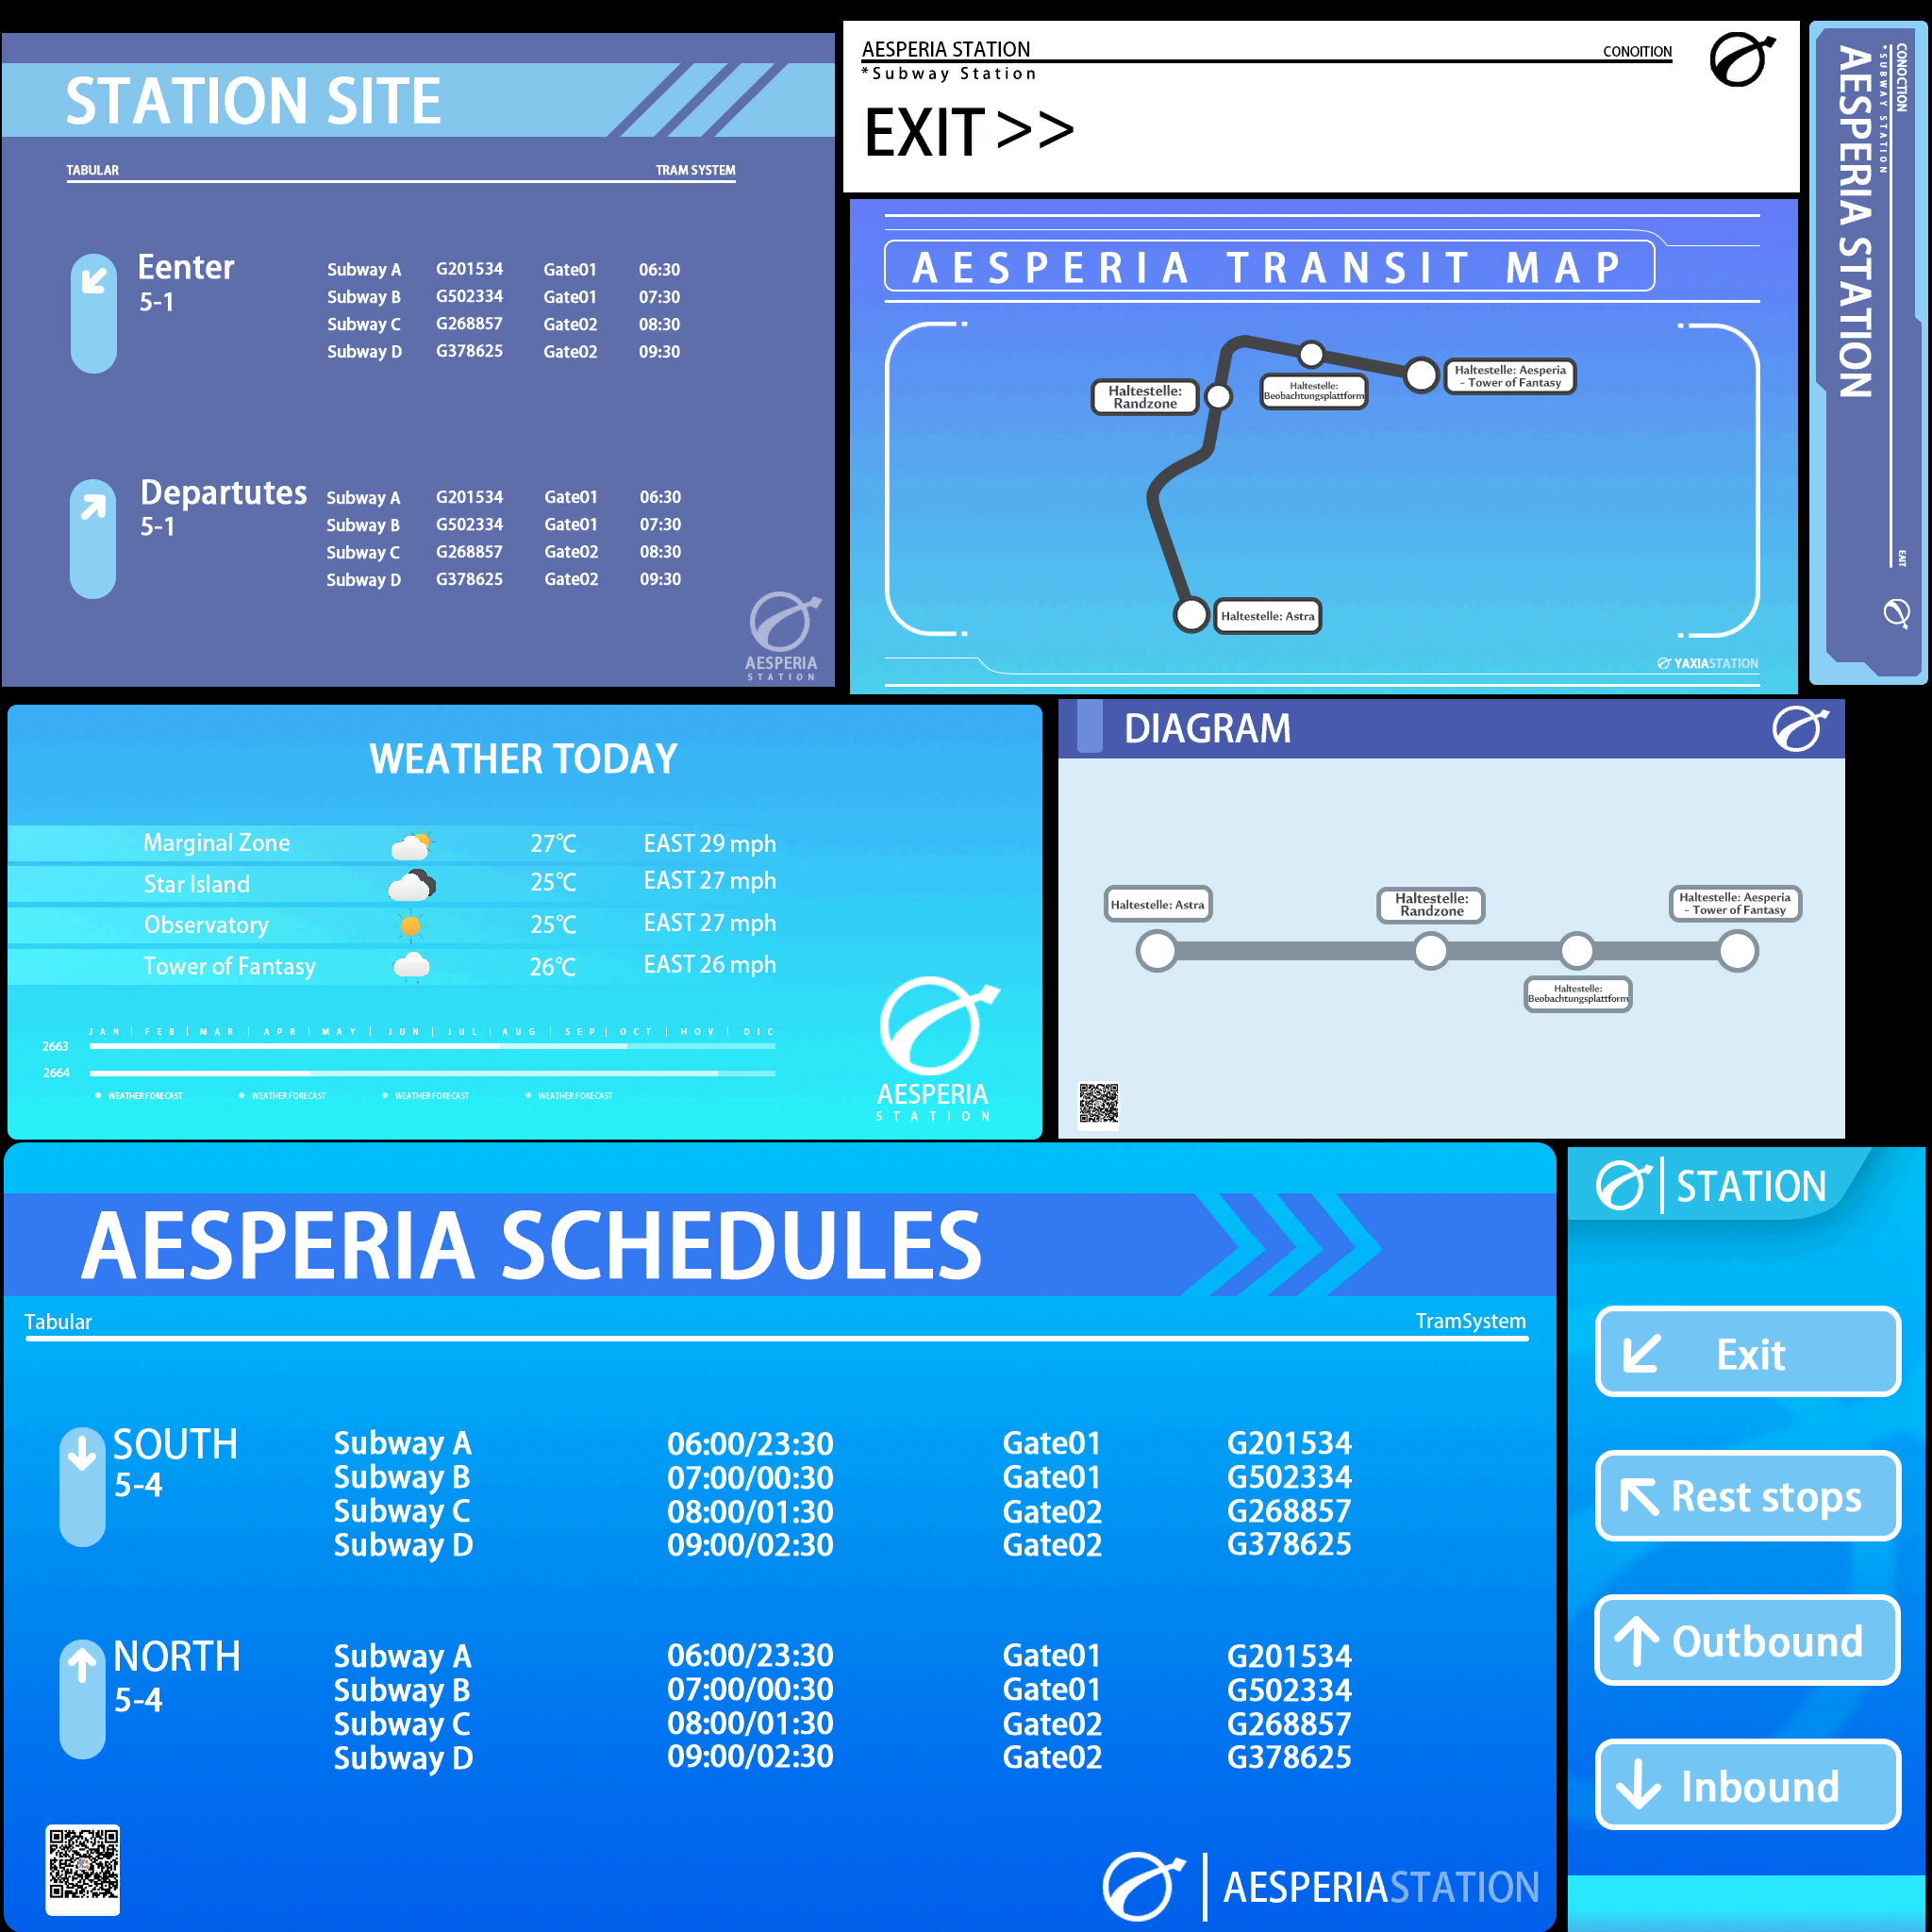 STATION SITE
TABULAR TRAM SYSTEM
Eenter
5-1
Subway A G201534 Gate01 06:30
Subway B G502334 Gate01 07:30
Subway C G268857 Gate02 08:30
Subway D G378625 Gate02 09:30
Departutes
5-1
Subway A G201534 Gate01 06:30
Subway B G502334 Gate01 07:30
Subway C G268857 Gate02 08:30
Subway D G378625 Gate02 09:30
AESPERIA
STATION
AESPERIA STATION CONOITION
*Subway Station
EXIT >>
AESPERIA TRANSIT MAP
Haltestelle:
Randzone
Haltestelle:
Beobachtungsplattform
Haltestelle: Aesperia
- Tower of Fantasy
Haltestelle: Astra
YAXIASTATION
CONOCTION
*SUBWAY STATION
AESPERIA STATION
EAIT
WEATHER TODAY
Marginal Zone 27℃ EAST 29 mph
Star Island 25℃ EAST 27 mph
Observatory 25℃ EAST 27 mph
Tower of Fantasy 26℃ EAST 26 mph
JAN | FEB | MAR | APR | MAY | JUN | JUL | AUG | SEP | OCT | HOV | DIC
2663
2664
WEATHER FORECAST WEATHER FORECAST WEATHER FORECAST WEATHER FORECAST
AESPERIA
STATION
DIAGRAM
Haltestelle: Astra
Haltestelle:
Randzone
Haltestelle: Aesperia
- Tower of Fantasy
Haltestelle:
Beobachtungsplattform
AESPERIA SCHEDULES
Tabular TramSystem
SOUTH
5-4
Subway A 06:00/23:30 Gate01 G201534
Subway B 07:00/00:30 Gate01 G502334
Subway C 08:00/01:30 Gate02 G268857
Subway D 09:00/02:30 Gate02 G378625
NORTH
5-4
Subway A 06:00/23:30 Gate01 G201534
Subway B 07:00/00:30 Gate01 G502334
Subway C 08:00/01:30 Gate02 G268857
Subway D 09:00/02:30 Gate02 G378625
AESPERIASTATION
STATION
Exit
Rest stops
Outbound
Inbound